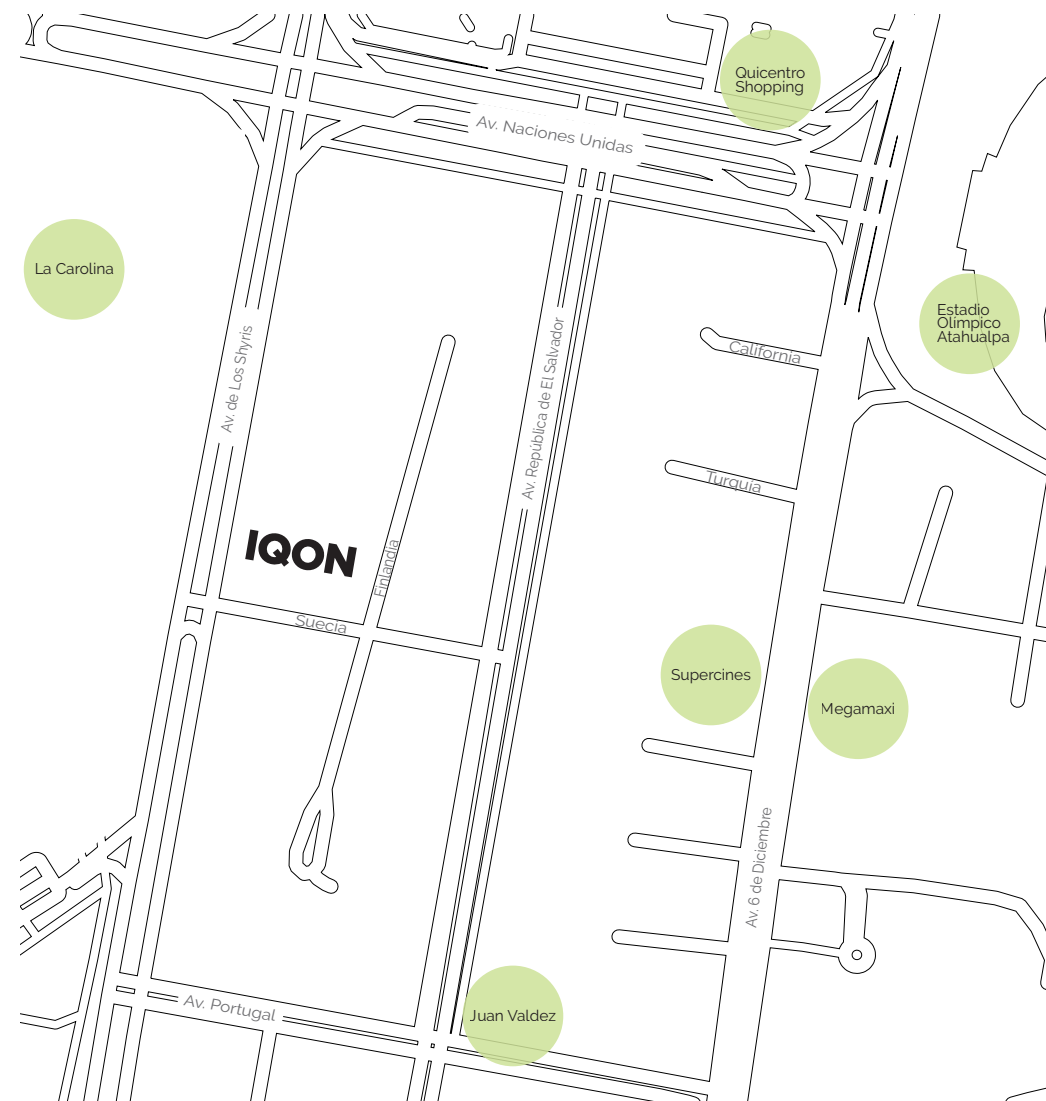 Quicentro
Shopping
Av. Naciones Unidas
La Carolina
Estadio
Olímpico
Atahualpa
Av. de Los Shyris
Av. República de El Salvador
California
Turquia
IQON
Finlandia
Suecia
Supercines
Megamaxi
Av. 6 de Diciembre
Av. Portugal
Juan Valdez